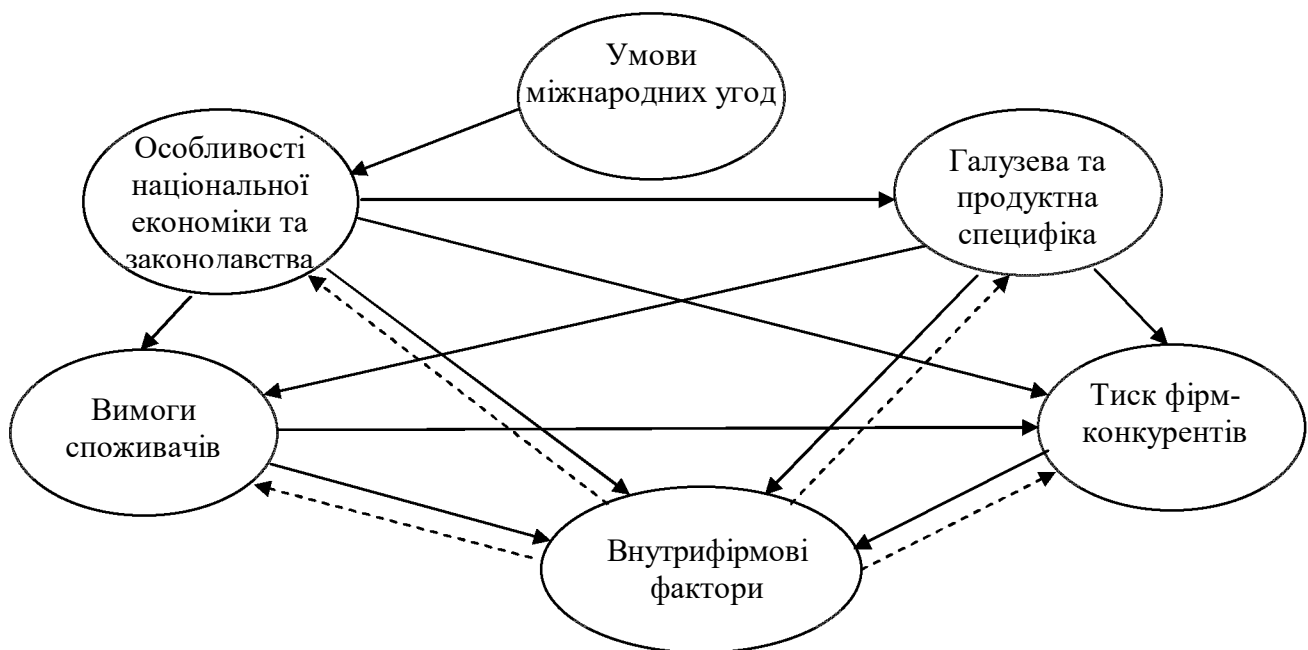 Умови
міжнародних угод
Особливості
національної
економіки та
законодавства
Галузева та
продуктна
специфіка
Вимоги
споживачів
Тиск фірм-
конкурентів
Внутрифірмові
фактори